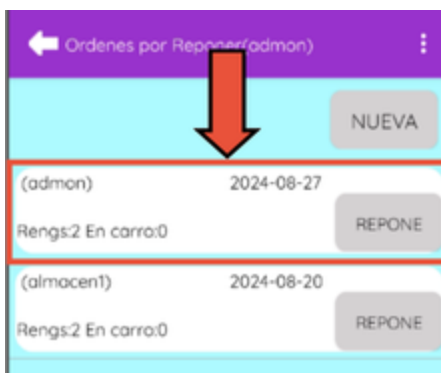 Ordenes por Reponer(admon)
NUEVA
(admon) 2024-08-27
Rengs:2 En carro:0 REPONE
(almacen1) 2024-08-20
Rengs:2 En carro:0 REPONE